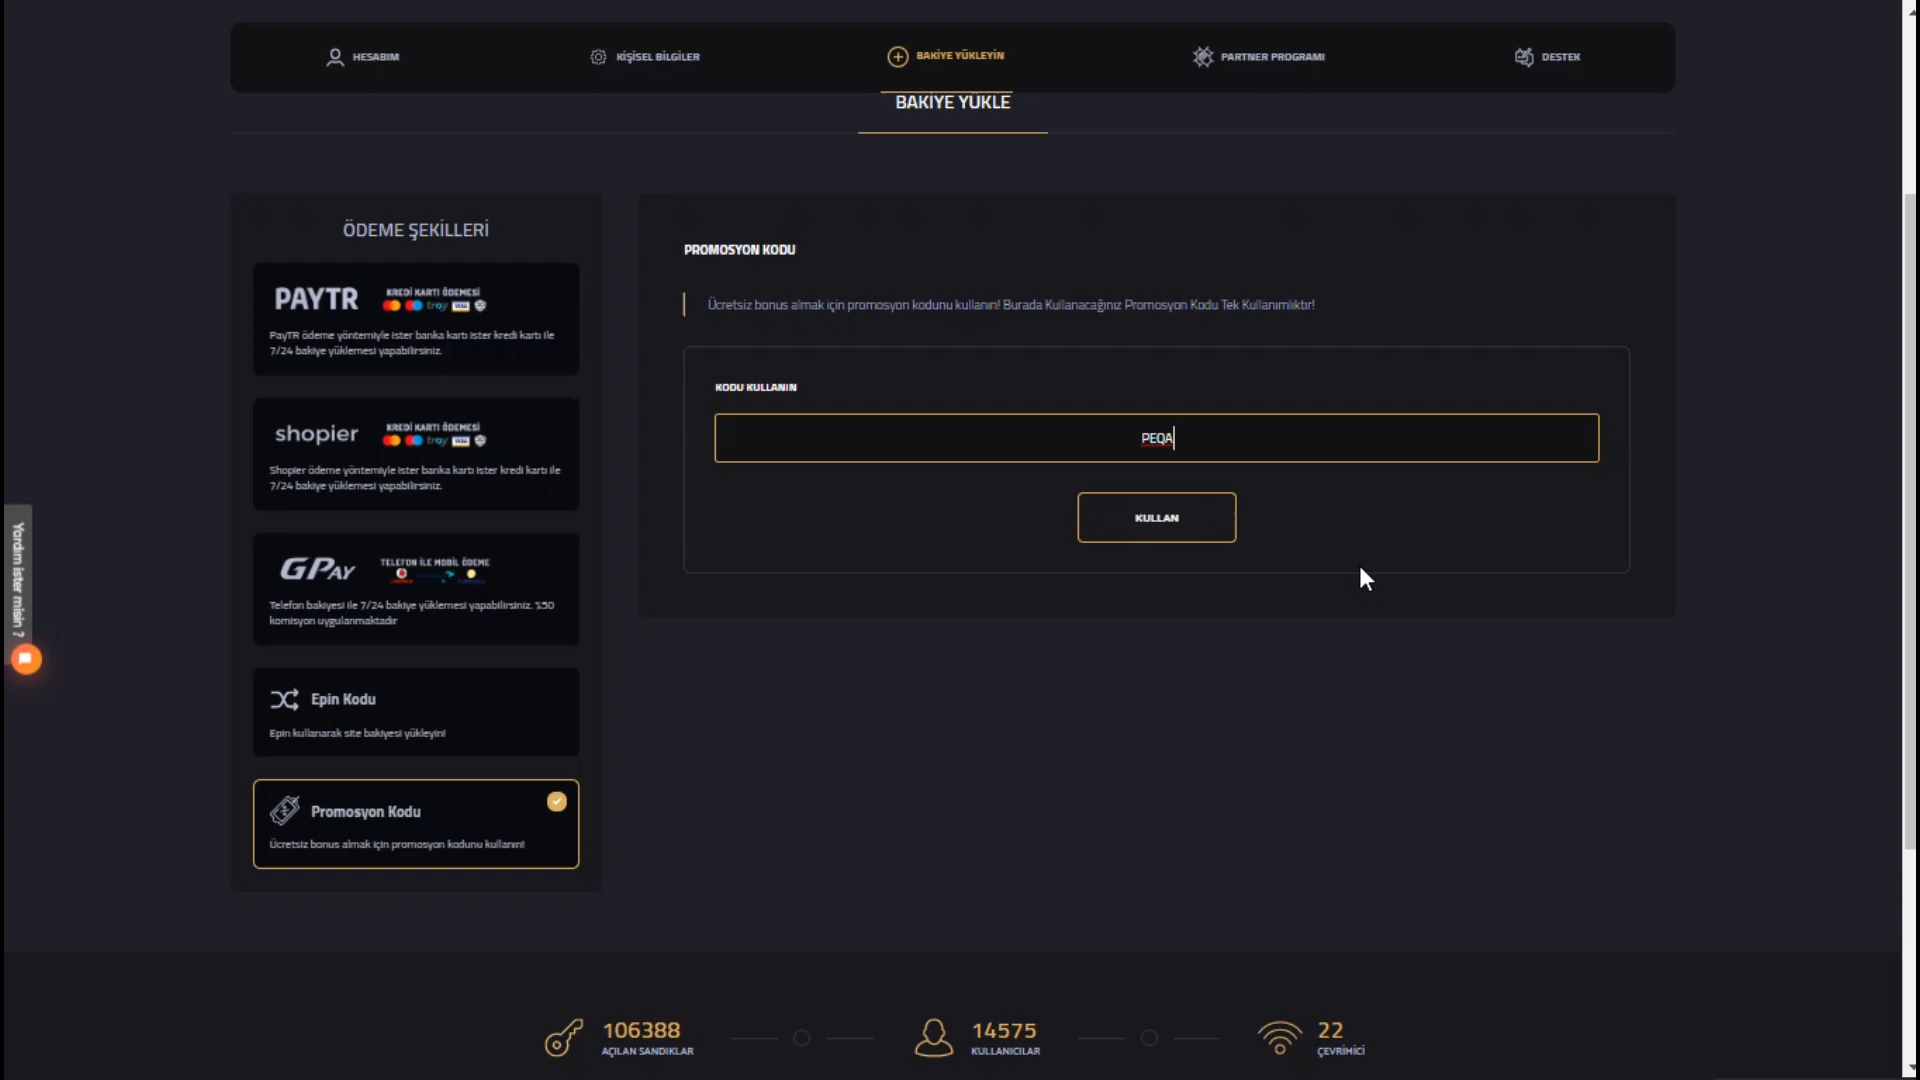 HESABIM
KİŞİSEL BİLGİLER
BAKİYE YÜKLEYİN
PARTNER PROGRAMI
DESTEK
BAKİYE YÜKLE
ÖDEME ŞEKİLLERİ
PAYTR KREDİ KARTI ÖDEMESİ
troy VISA
PayTR ödeme yöntemiyle ister banka kartı ister kredi kartı ile
7/24 bakiye yüklemesi yapabilirsiniz.
shopier KREDİ KARTI ÖDEMESİ
troy VISA
Shopier ödeme yöntemiyle ister banka kartı ister kredi kartı ile
7/24 bakiye yüklemesi yapabilirsiniz.
GPAY TELEFON İLE MOBİL ÖDEME
Telefon bakiyesi ile 7/24 bakiye yüklemesi yapabilirsiniz. %50
komisyon uygulanmaktadır
Epin Kodu
Epin kullanarak site bakiyesi yükleyin!
Promosyon Kodu
Ücretsiz bonus almak için promosyon kodunu kullanın!
PROMOSYON KODU
Ücretsiz bonus almak için promosyon kodunu kullanın! Burada Kullanacağınız Promosyon Kodu Tek Kullanımlıktır!
KODU KULLANIN
PEQA
KULLAN
Yardım ister misin ?
106388
AÇILAN SANDIKLAR
14575
KULLANICILAR
22
ÇEVRİMİCİ